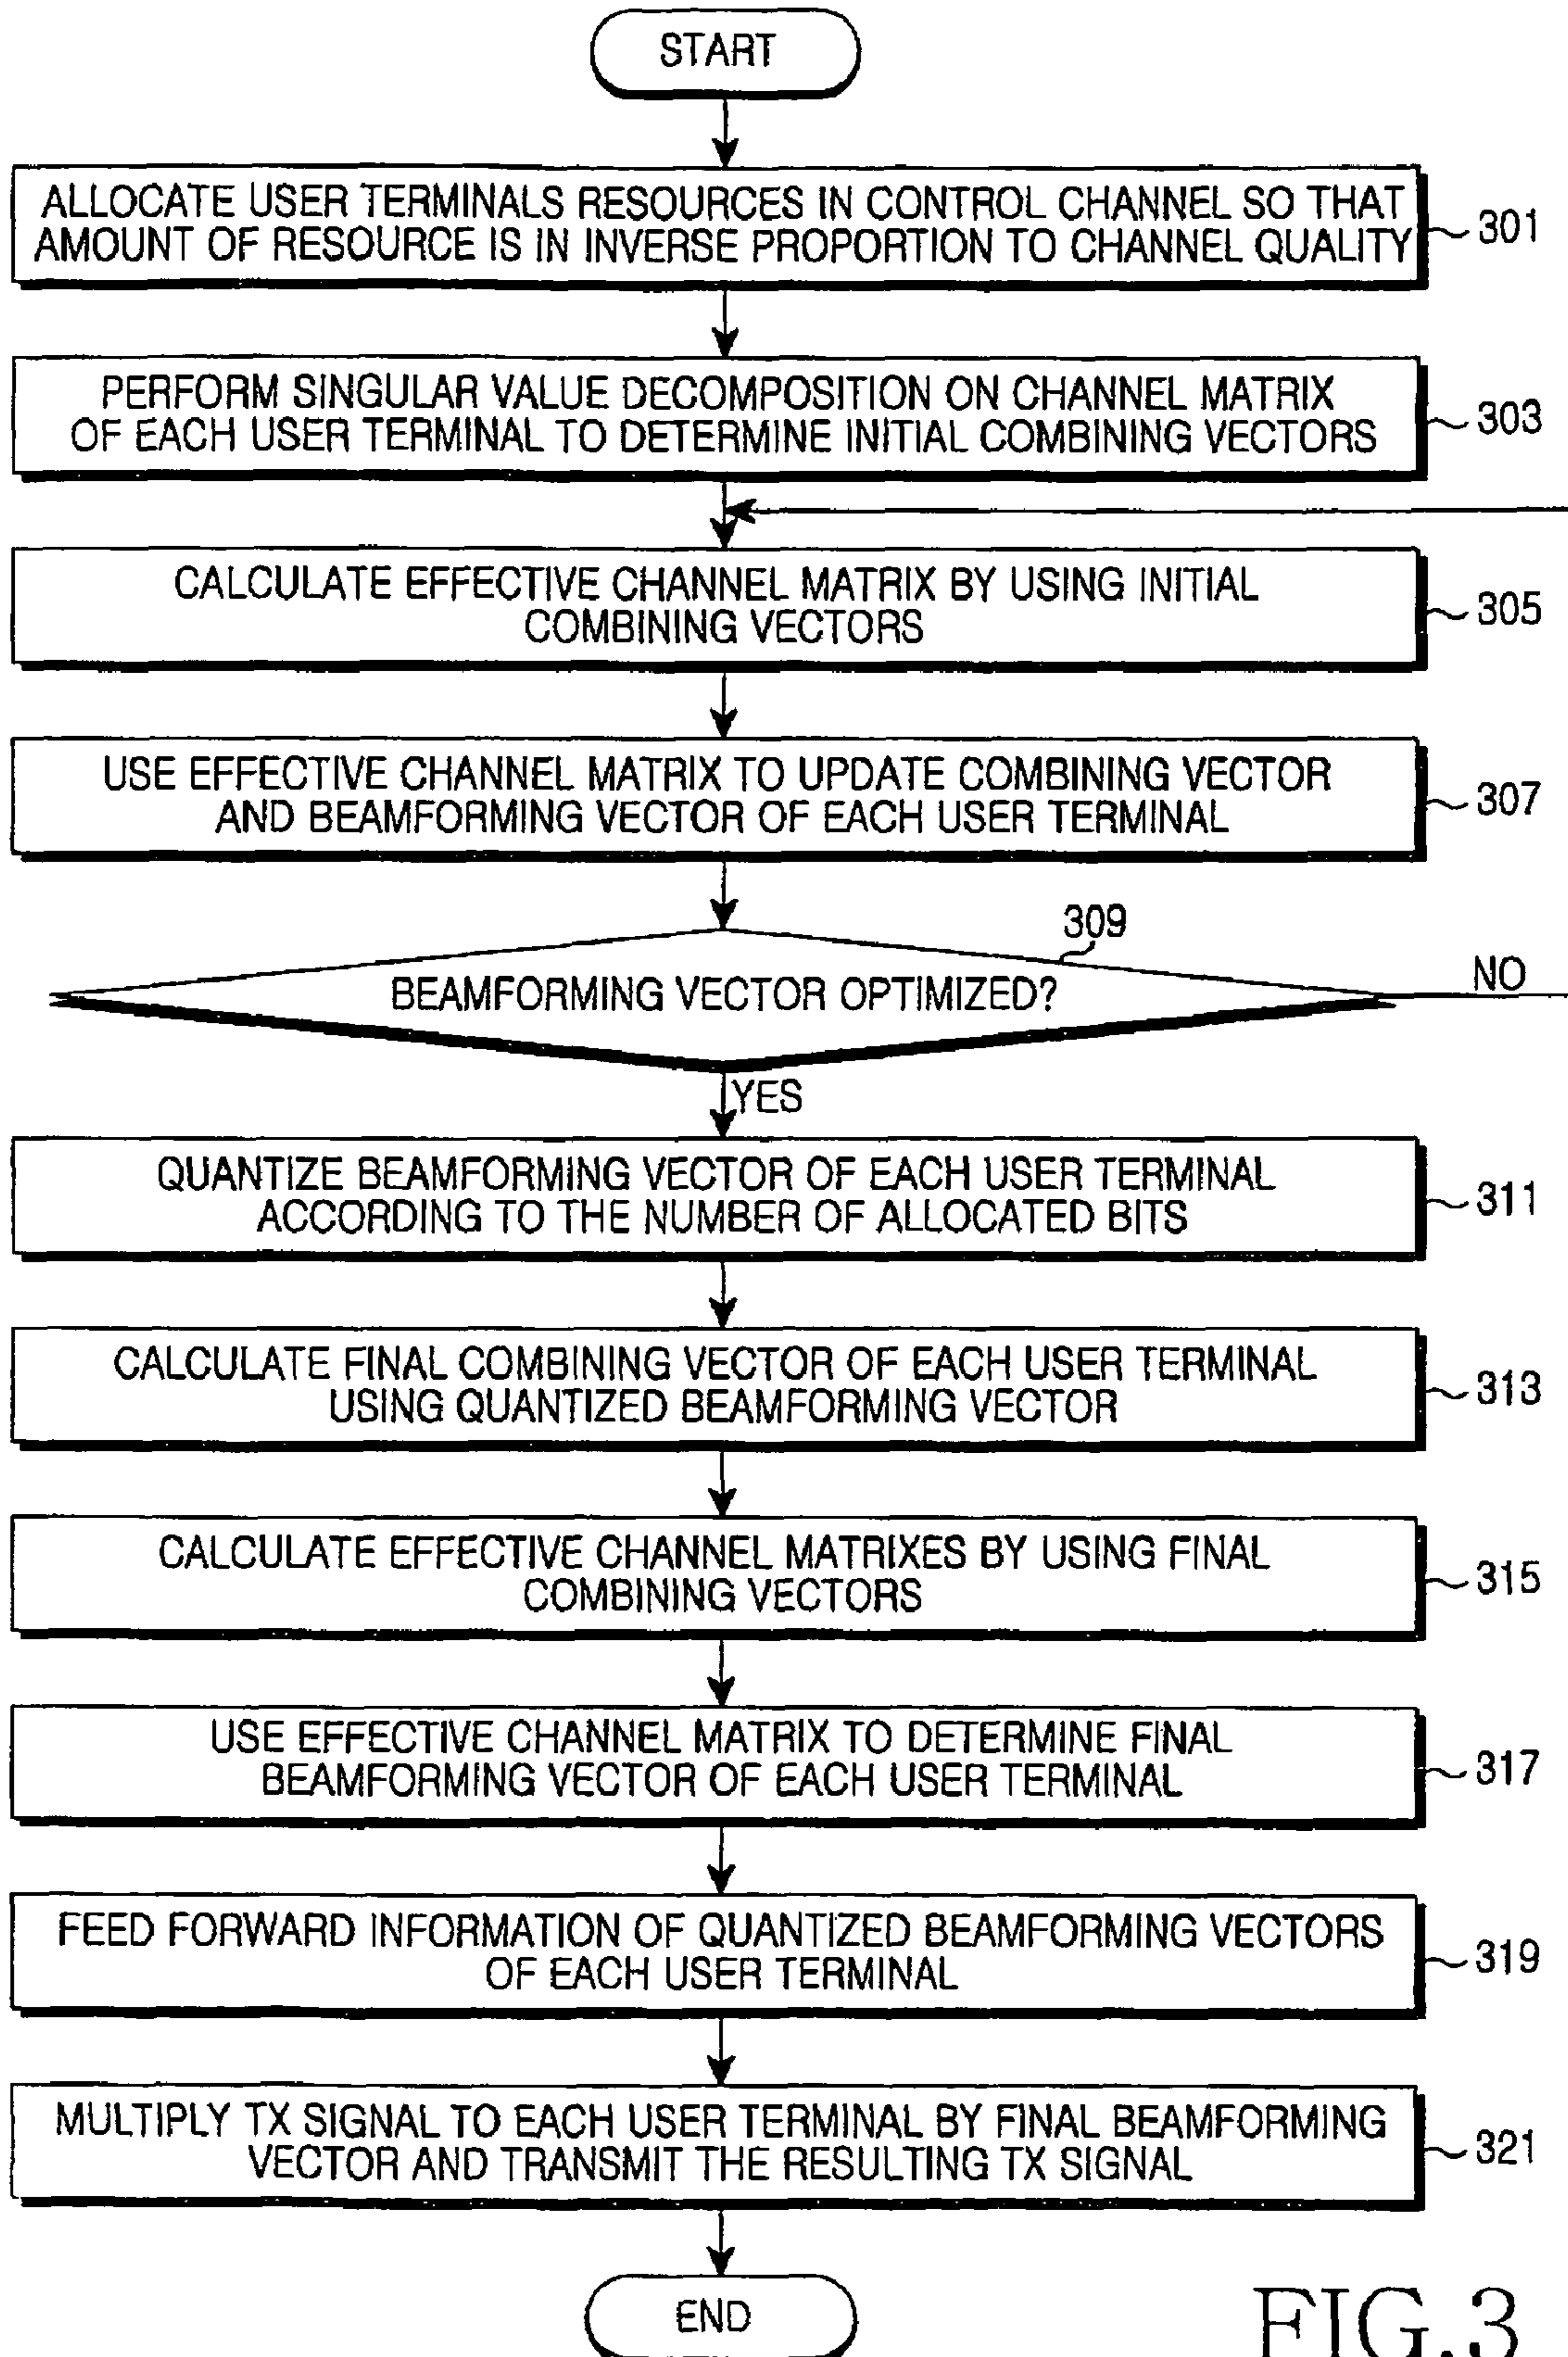 START
ALLOCATE USER TERMINALS RESOURCES IN CONTROL CHANNEL SO THAT
AMOUNT OF RESOURCE IS IN INVERSE PROPORTION TO CHANNEL QUALITY
301
PERFORM SINGULAR VALUE DECOMPOSITION ON CHANNEL MATRIX
OF EACH USER TERMINAL TO DETERMINE INITIAL COMBINING VECTORS
303
CALCULATE EFFECTIVE CHANNEL MATRIX BY USING INITIAL
COMBINING VECTORS
305
USE EFFECTIVE CHANNEL MATRIX TO UPDATE COMBINING VECTOR
AND BEAMFORMING VECTOR OF EACH USER TERMINAL
307
309
BEAMFORMING VECTOR OPTIMIZED?
NO
YES
QUANTIZE BEAMFORMING VECTOR OF EACH USER TERMINAL
ACCORDING TO THE NUMBER OF ALLOCATED BITS
311
CALCULATE FINAL COMBINING VECTOR OF EACH USER TERMINAL
USING QUANTIZED BEAMFORMING VECTOR
313
CALCULATE EFFECTIVE CHANNEL MATRIXES BY USING FINAL
COMBINING VECTORS
315
USE EFFECTIVE CHANNEL MATRIX TO DETERMINE FINAL
BEAMFORMING VECTOR OF EACH USER TERMINAL
317
FEED FORWARD INFORMATION OF QUANTIZED BEAMFORMING VECTORS
OF EACH USER TERMINAL
319
MULTIPLY TX SIGNAL TO EACH USER TERMINAL BY FINAL BEAMFORMING
VECTOR AND TRANSMIT THE RESULTING TX SIGNAL
321
END
FIG.3